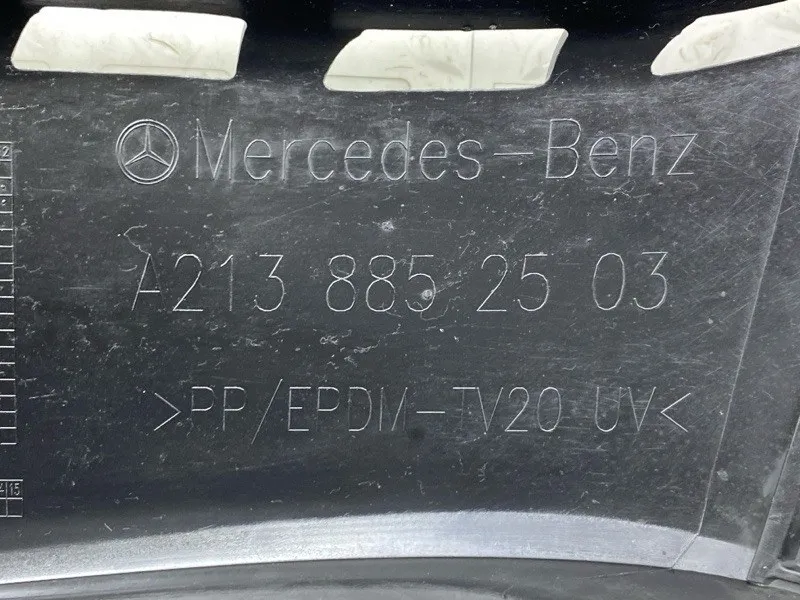 Mercedes-Benz
A213 885 25 03
>PP/EPDM-TV20 UV<